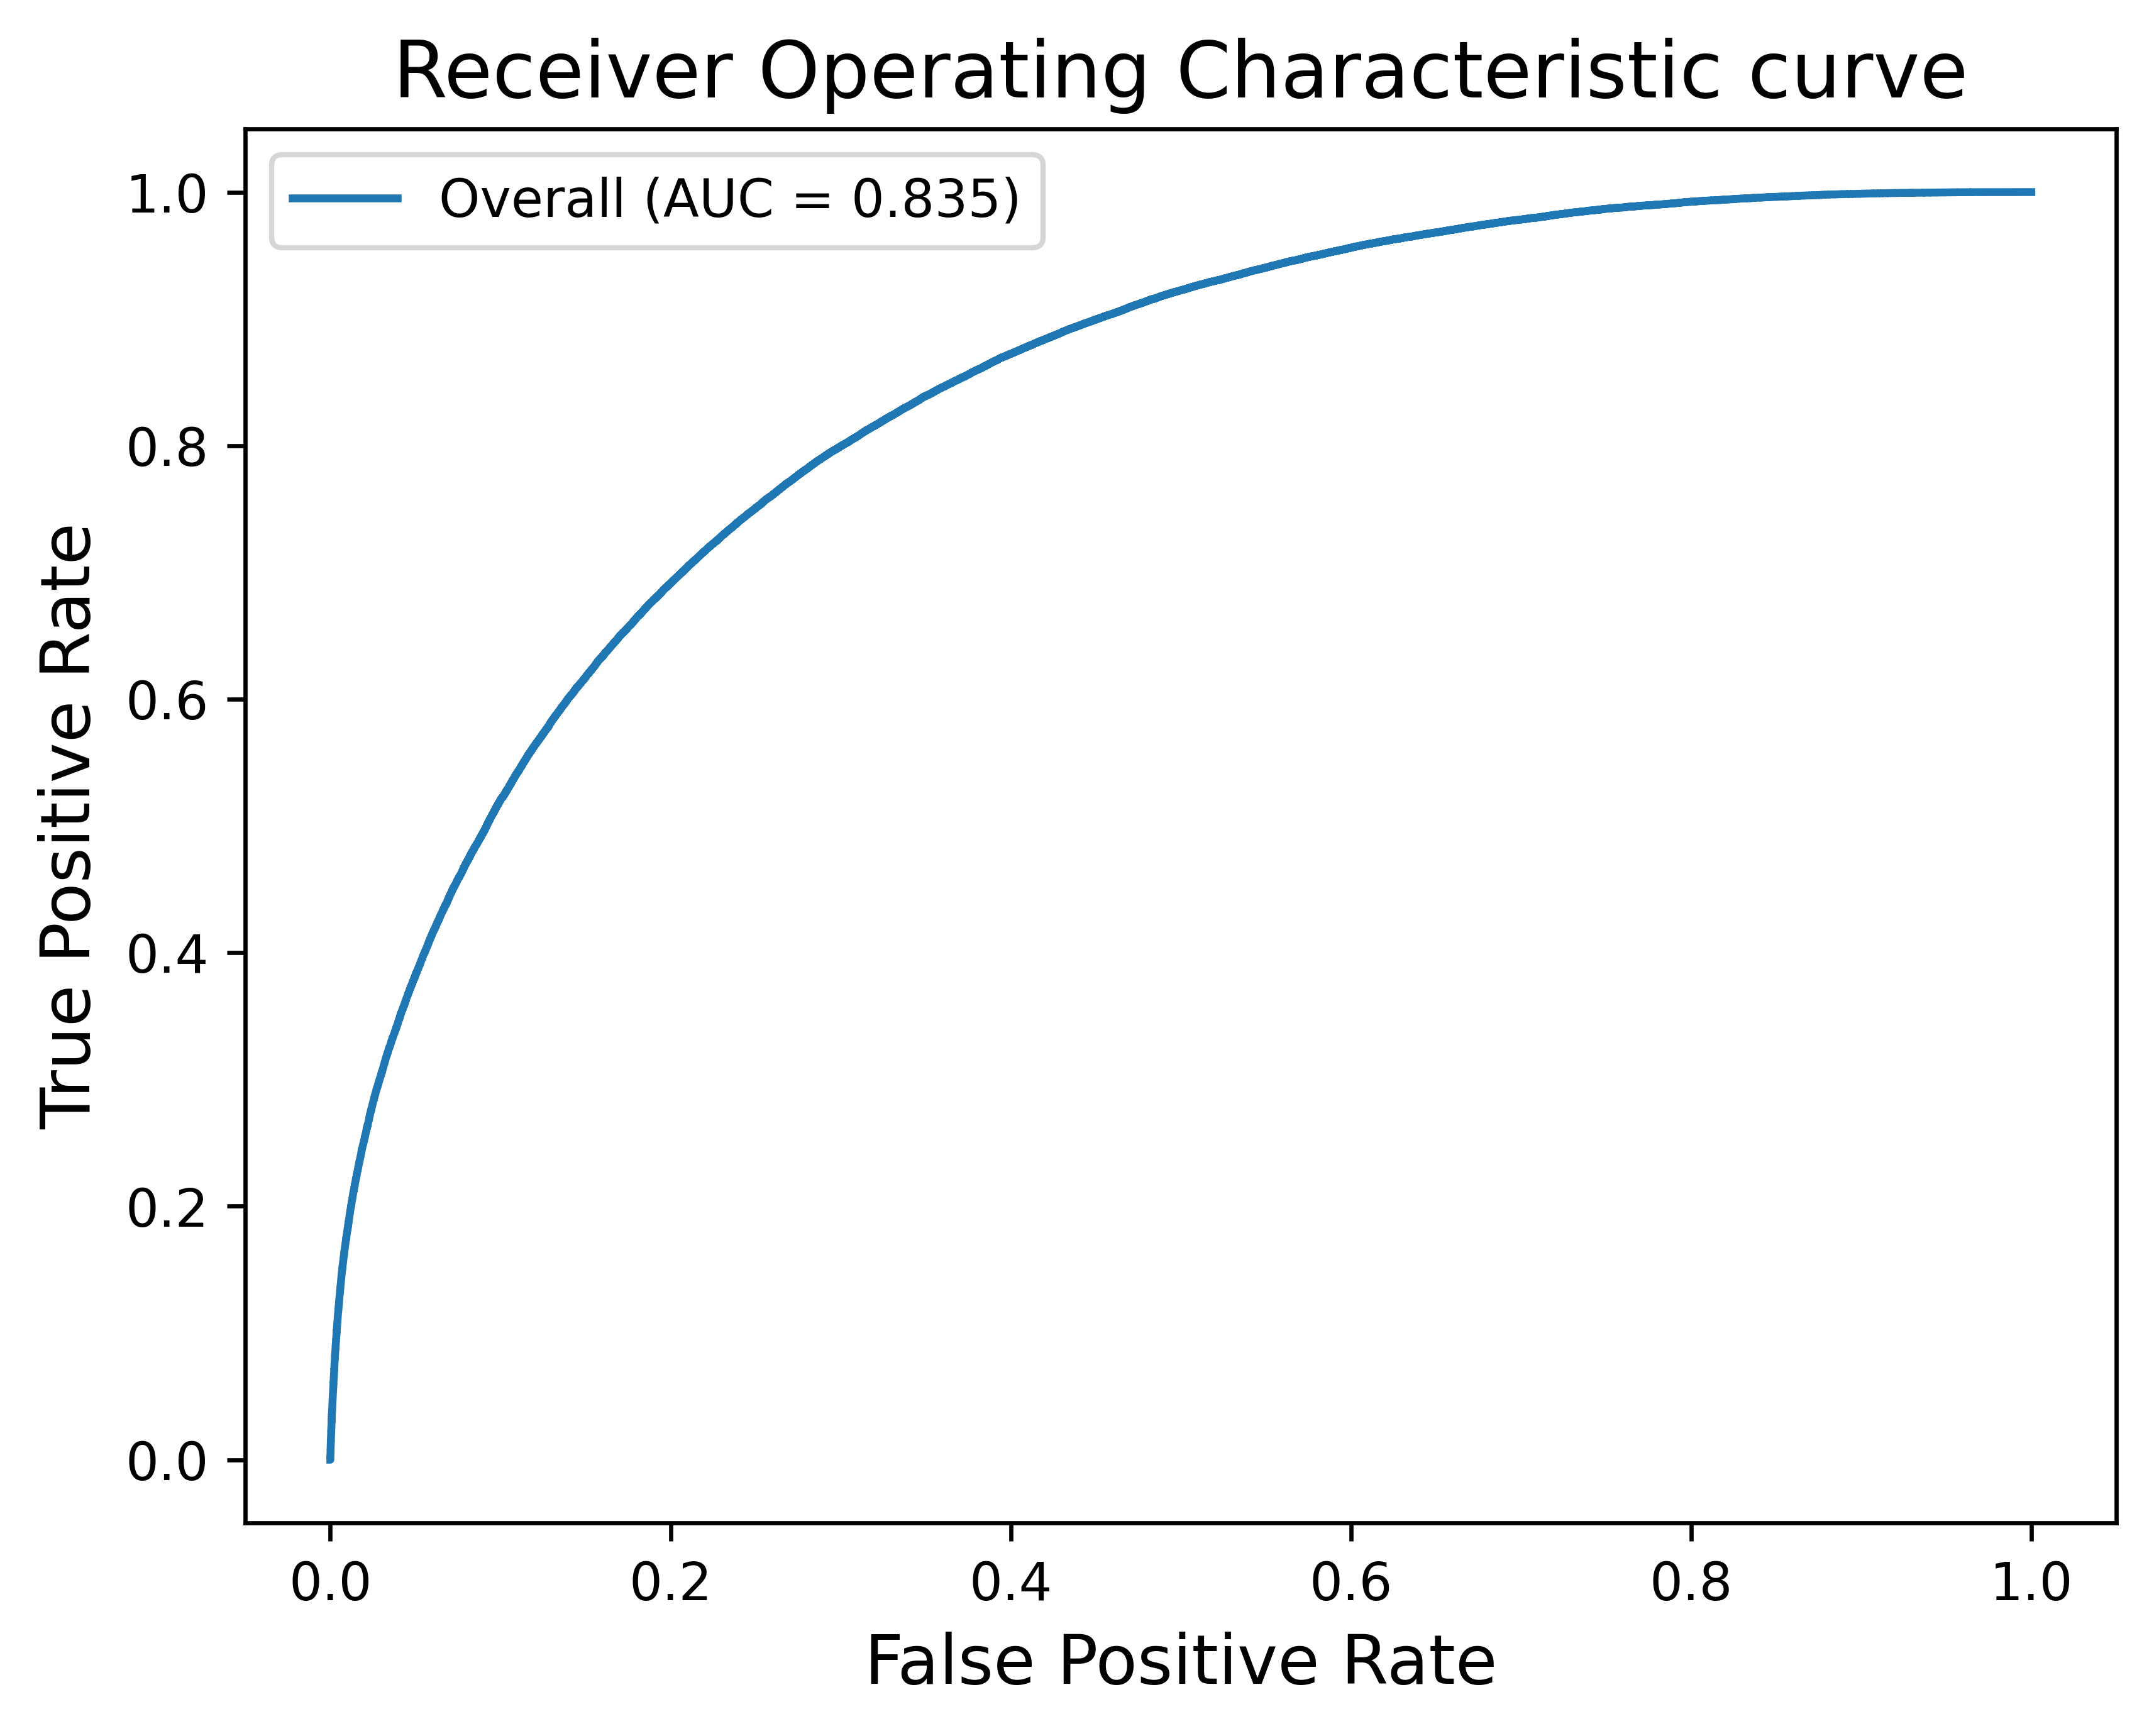 Receiver Operating Characteristic curve
Overall (AUC = 0.835)
1.0
0.8
0.6
0.4
0.2
0.0
True Positive Rate
0.0 0.2 0.4 0.6 0.8 1.0
False Positive Rate